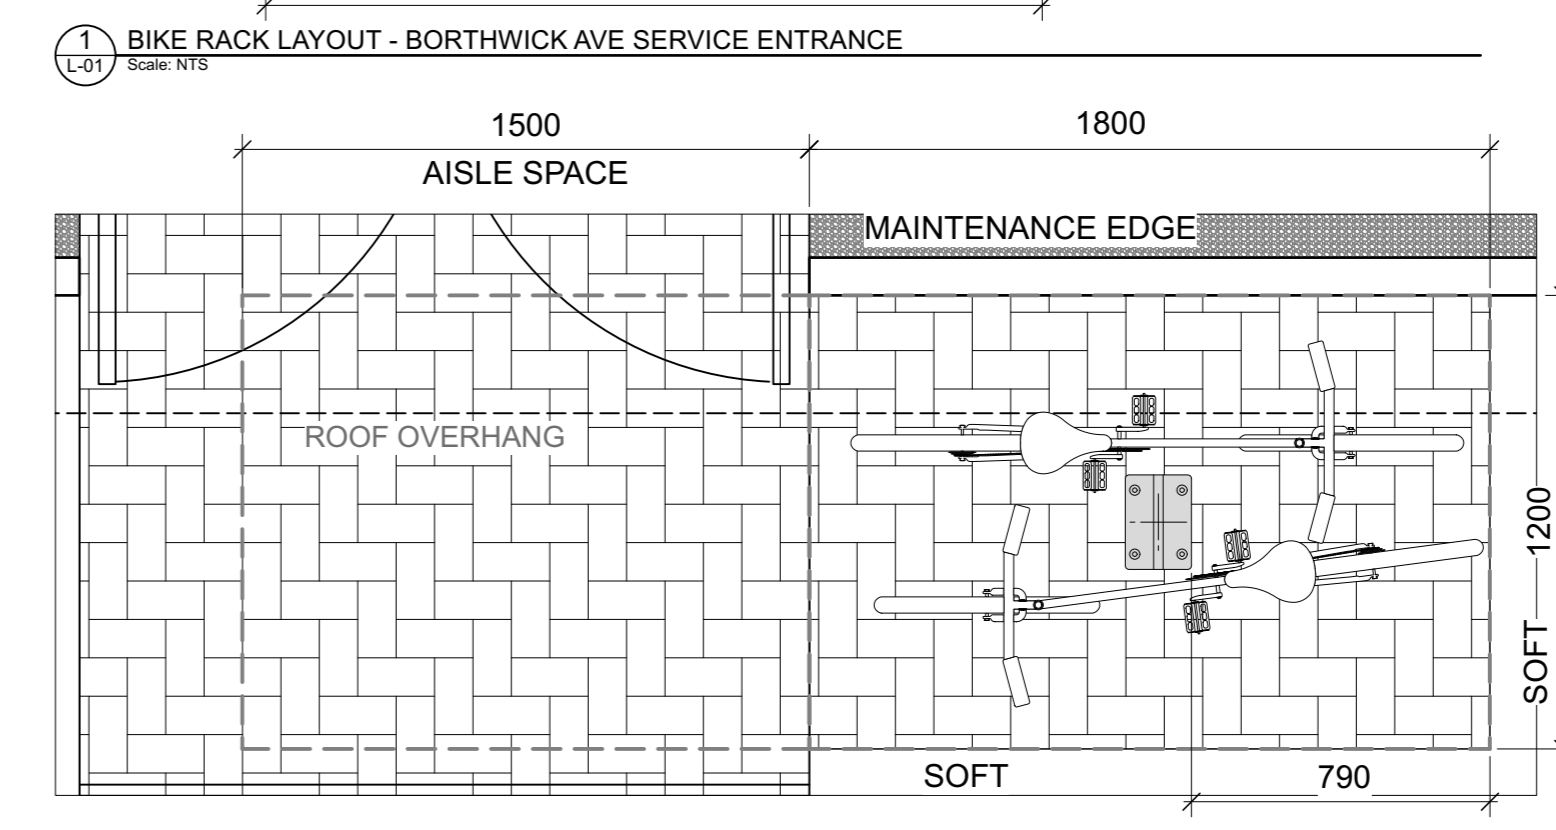 1
BIKE RACK LAYOUT - BORTHWICK AVE SERVICE ENTRANCE
L-01
Scale: NTS
1500
1800
AISLE SPACE
MAINTENANCE EDGE
ROOF OVERHANG
1200
SOFT
SOFT
790